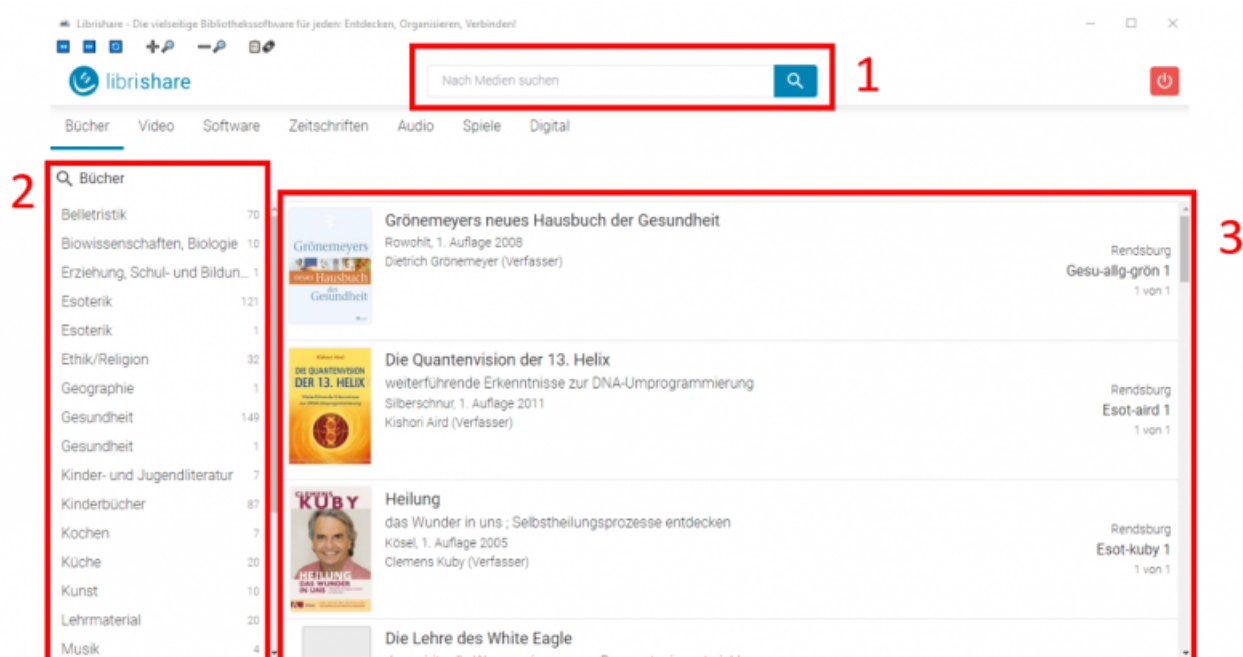 Librishare - Die vielseitige Bibliothekssoftware für jeden: Entdecken, Organisieren, Verbinden!
librishare
Nach Medien suchen
1
Bücher Video Software Zeitschriften Audio Spiele Digital
2
Bücher
Belletristik 70
Biowissenschaften, Biologie 10
Erziehung, Schul- und Bildun... 1
Esoterik 121
Esoterik 1
Ethik/Religion 32
Geographie 1
Gesundheit 149
Gesundheit 1
Kinder- und Jugendliteratur 7
Kinderbücher 87
Kochen 7
Küche 20
Kunst 10
Lehrmaterial 20
Musik 4
3
Grönemeyers
neues Hausbuch
der
Gesundheit
Grönemeyers neues Hausbuch der Gesundheit
Rowohlt, 1. Auflage 2008
Dietrich Grönemeyer (Verfasser)
Rendsburg
Gesu-allg-grön 1
1 von 1
DIE QUANTENVISION
DER 13. HELIX
Die Quantenvision der 13. Helix
weiterführende Erkenntnisse zur DNA-Umprogrammierung
Silberschnur, 1. Auflage 2011
Kishori Aird (Verfasser)
Rendsburg
Esot-aird 1
1 von 1
CLEMENS
KUBY
HEILUNG
DAS WUNDER
IN UNS
Heilung
das Wunder in uns ; Selbstheilungsprozesse entdecken
Kösel, 1. Auflage 2005
Clemens Kuby (Verfasser)
Rendsburg
Esot-kuby 1
1 von 1
Die Lehre des White Eagle